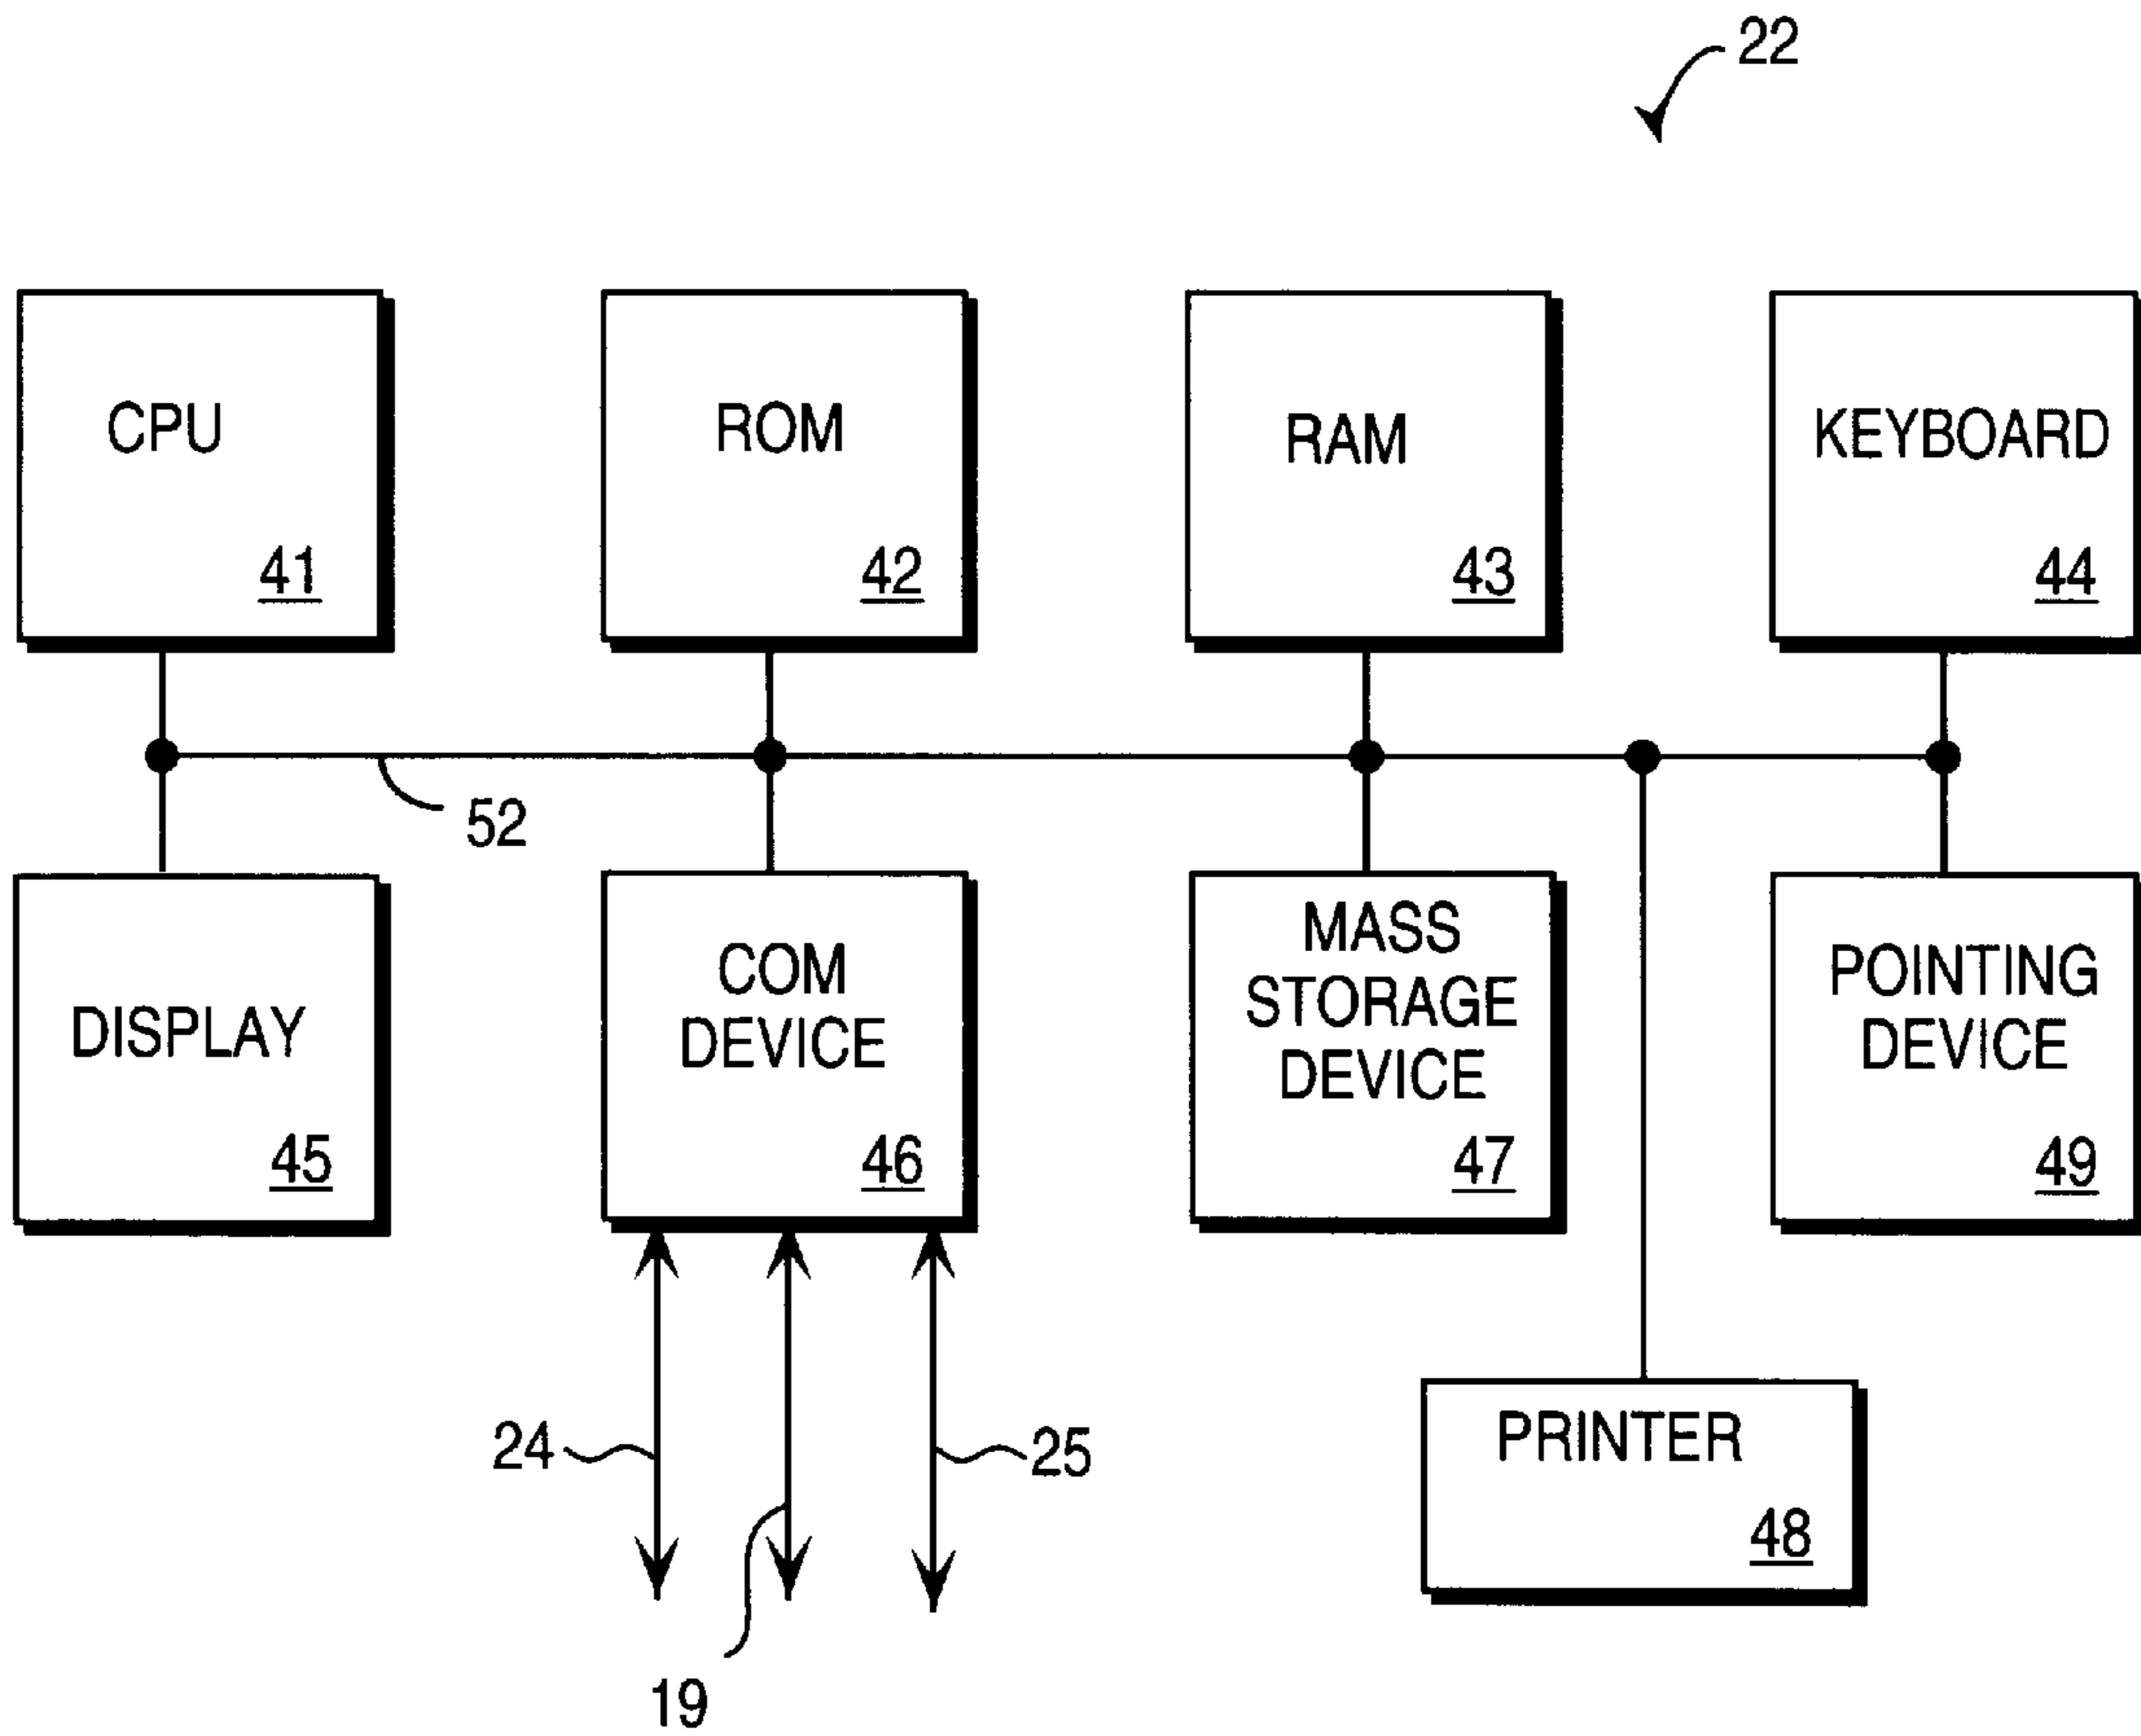 22
CPU
41
ROM
42
RAM
43
KEYBOARD
44
52
DISPLAY
45
COM
DEVICE
46
MASS
STORAGE
DEVICE
47
POINTING
DEVICE
49
24
25
19
PRINTER
48